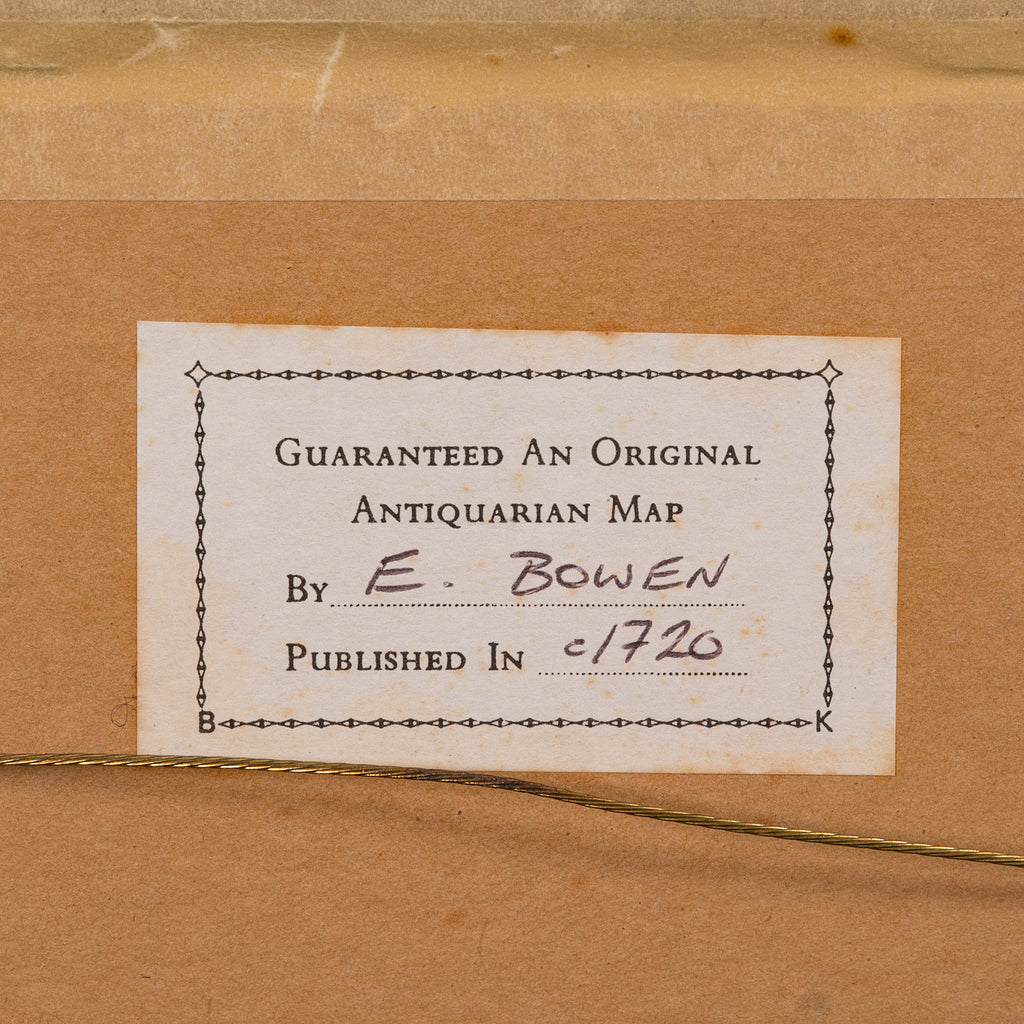 GUARANTEED AN ORIGINAL
ANTIQUARIAN MAP
BY E. BOWEN
PUBLISHED IN c1720
B K